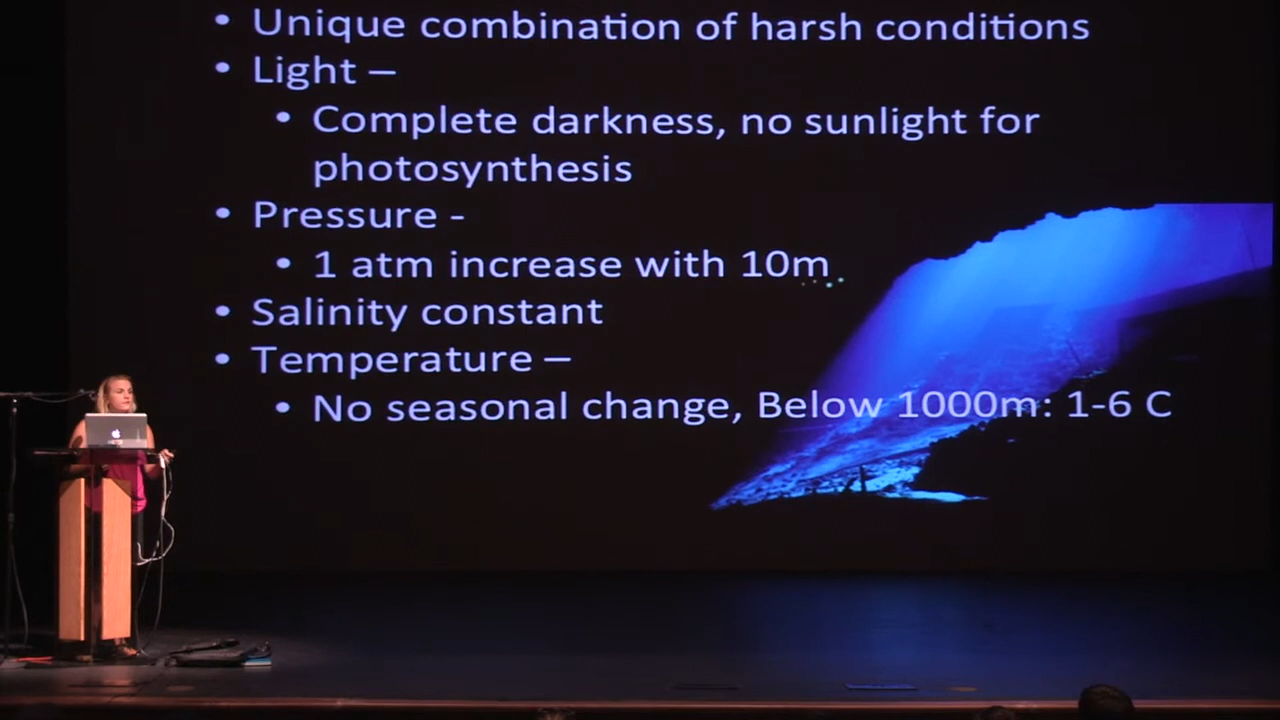 • Unique combination of harsh conditions
• Light –
• Complete darkness, no sunlight for
photosynthesis
• Pressure -
• 1 atm increase with 10m
• Salinity constant
• Temperature –
• No seasonal change, Below 1000m: 1-6 C